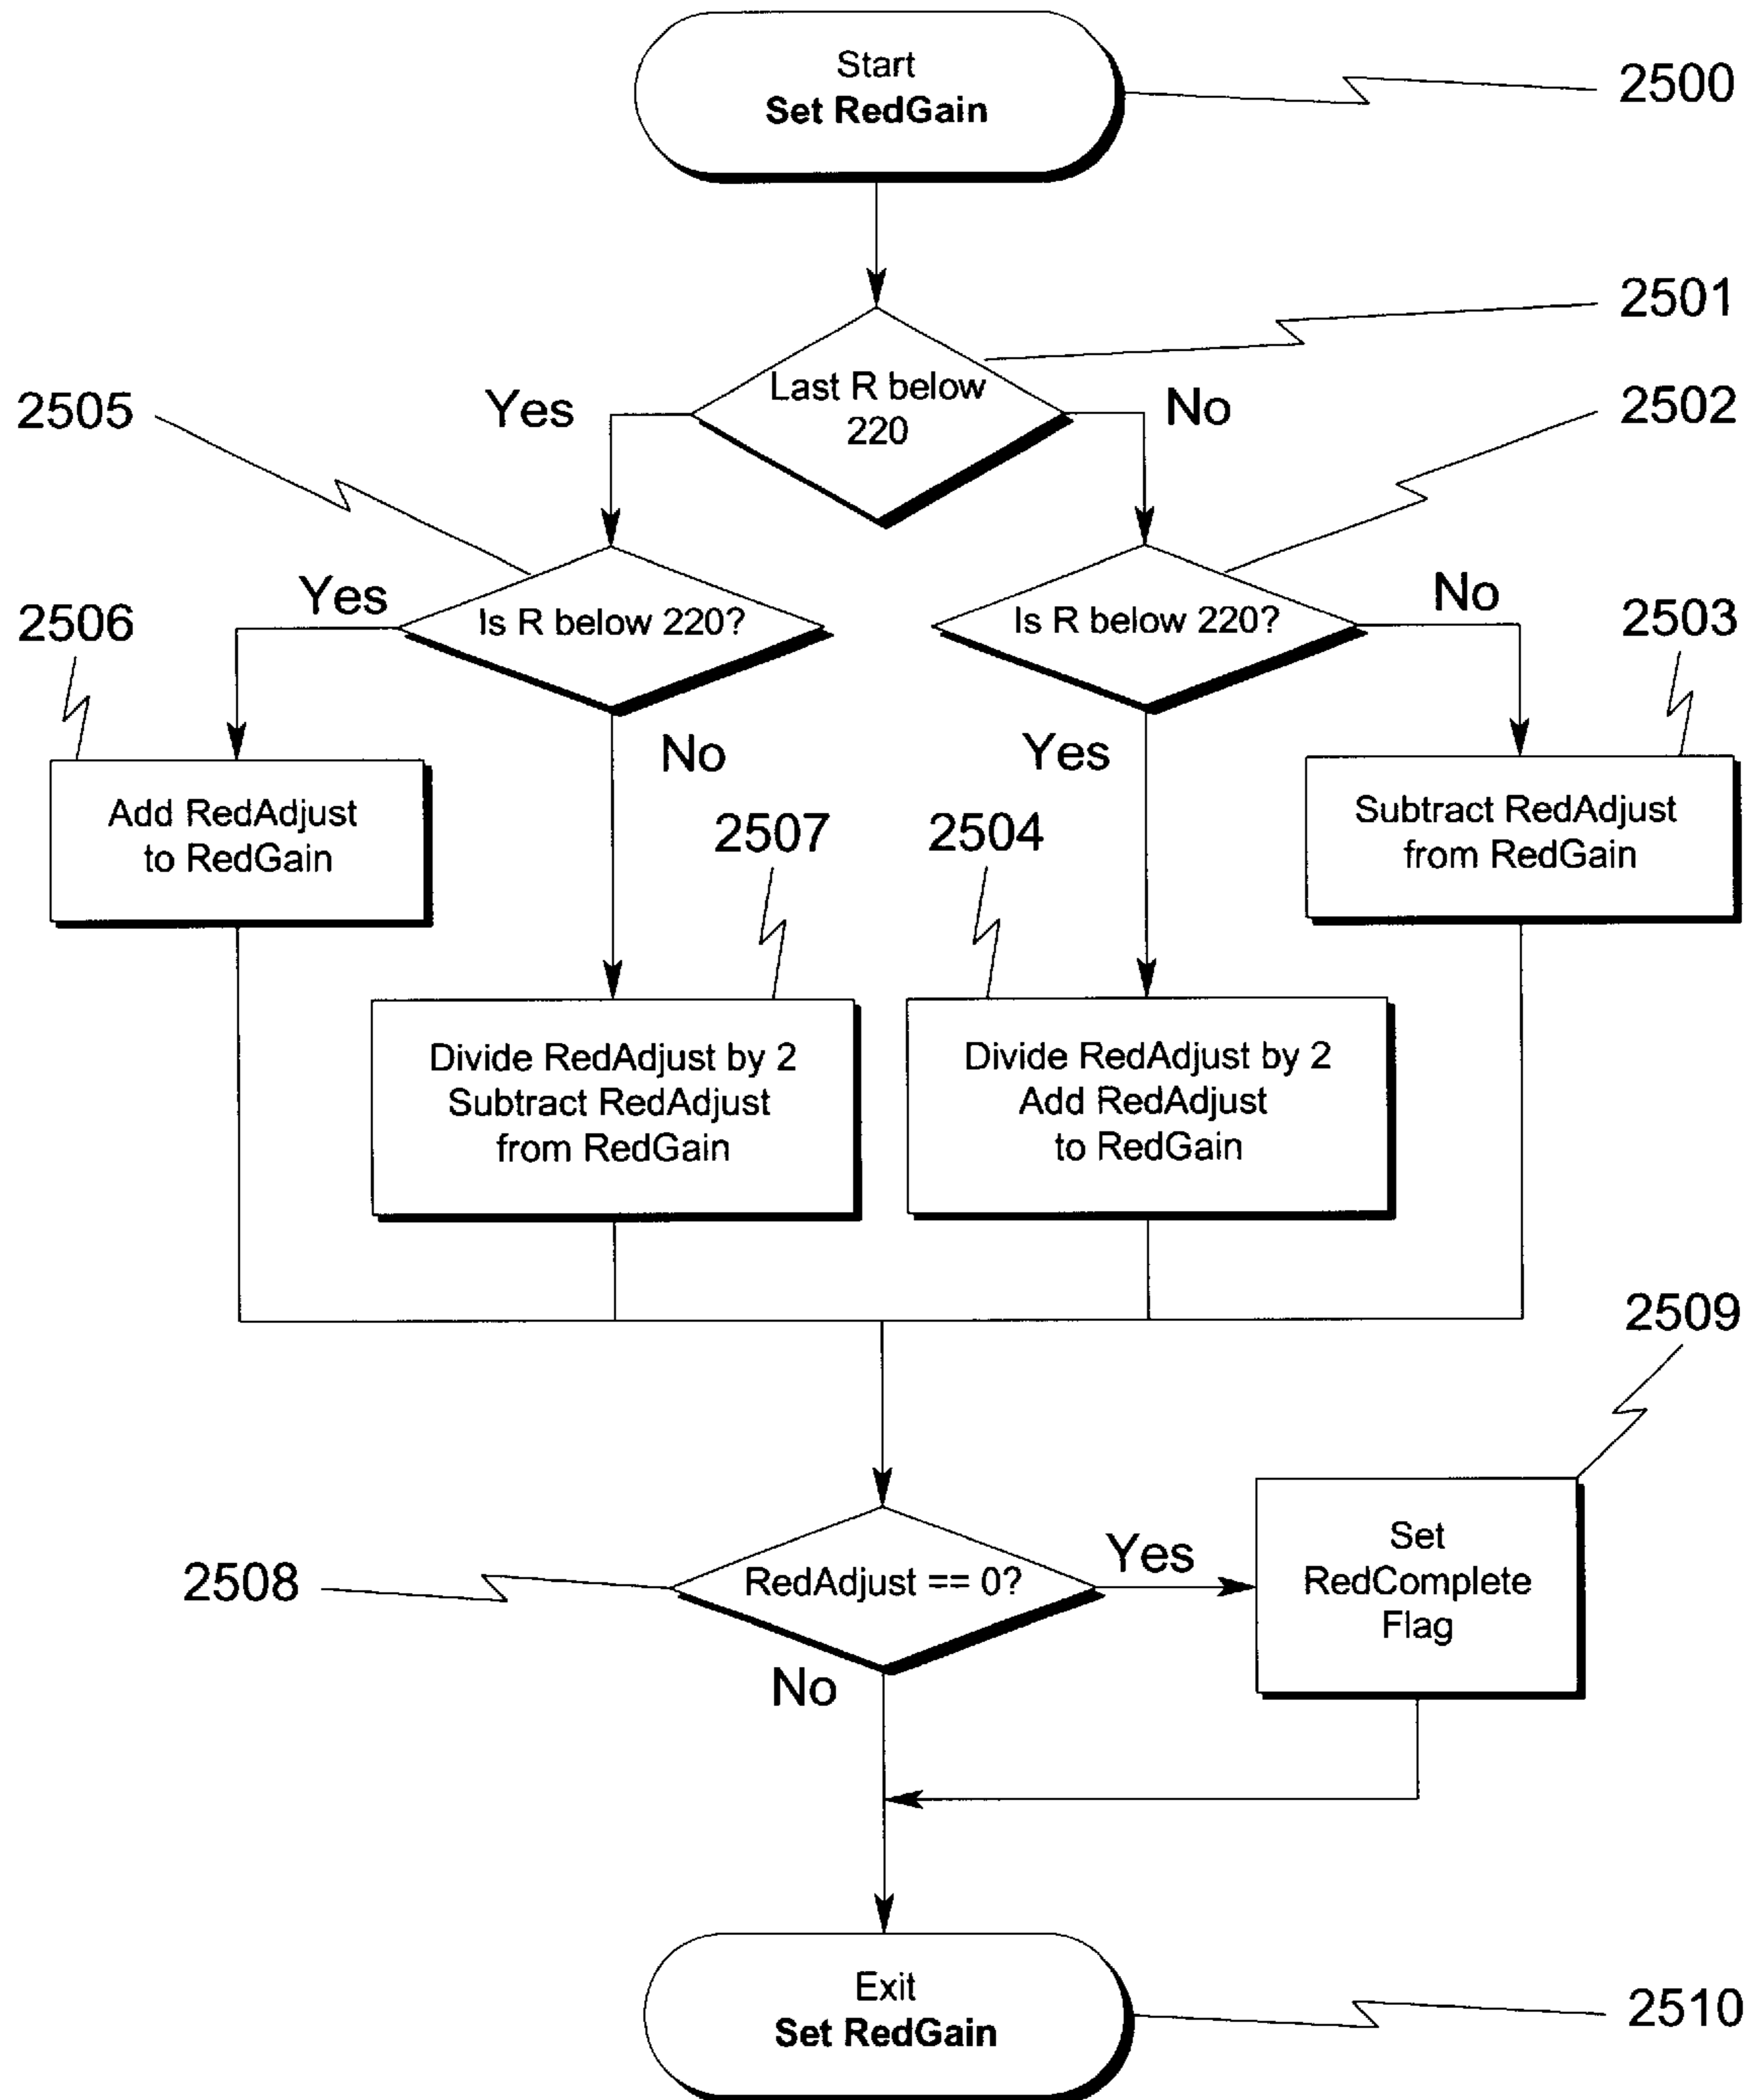 Start
Set RedGain
2500
2501
Last R below
220
Yes
No
2505
2502
Is R below 220?
Is R below 220?
Yes
No
2506
2503
No
Yes
Add RedAdjust
to RedGain
2507
2504
Subtract RedAdjust
from RedGain
Divide RedAdjust by 2
Subtract RedAdjust
from RedGain
Divide RedAdjust by 2
Add RedAdjust
to RedGain
2509
2508
RedAdjust == 0?
Yes
No
Set
RedComplete
Flag
Exit
Set RedGain
2510